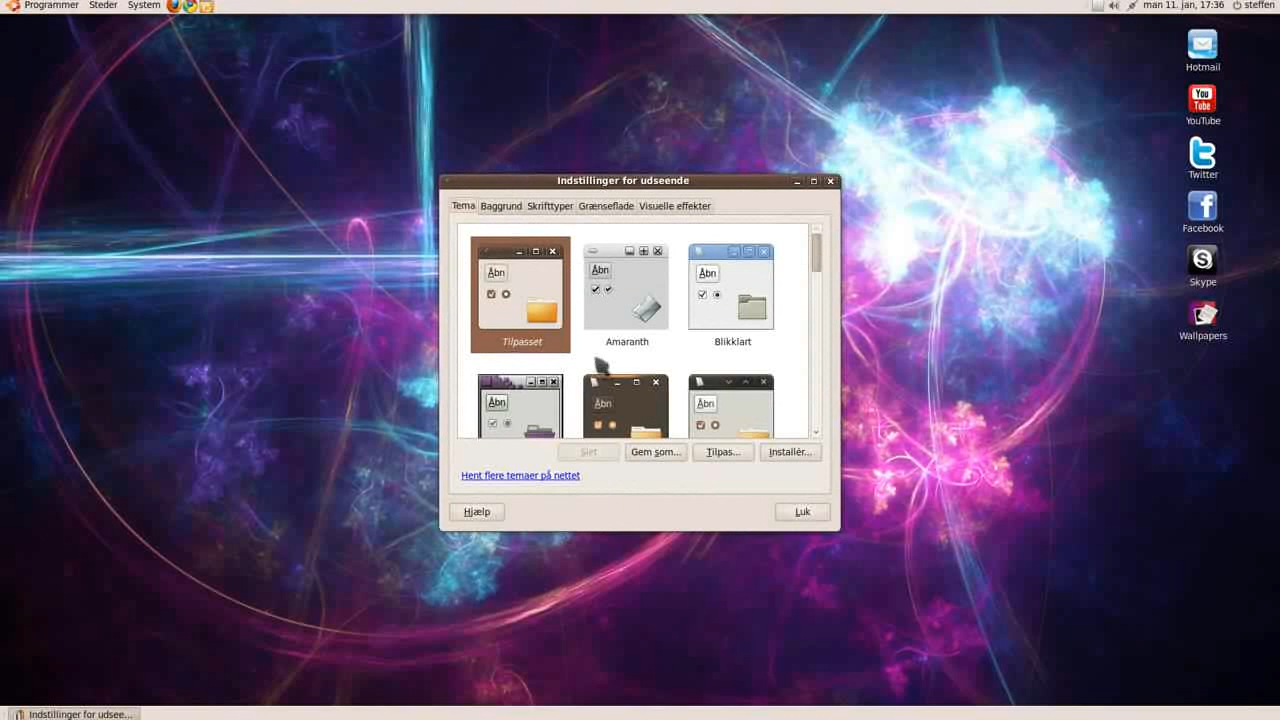 Programmer Steder System man 11. jan, 17:36 steffen
Hotmail
You Tube
YouTube
Twitter
Facebook
Skype
Wallpapers
Indstillinger for udseende
Tema Baggrund Skrifttyper Grænseflade Visuelle effekter
Åbn Åbn Åbn
Tilpasset Amaranth Blikklart
Åbn Åbn Åbn
Slet Gem som... Tilpas... Installér...
Hent flere temaer på nettet
Hjælp Luk
Indstillinger for udsee...